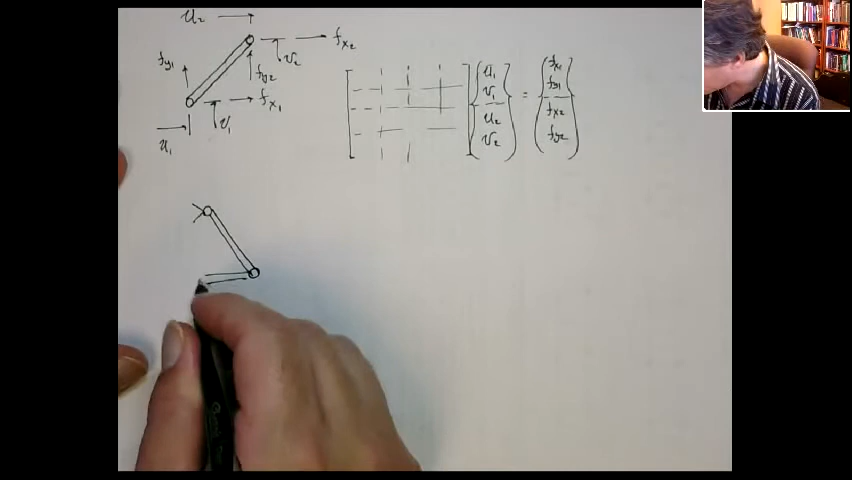 u₂
v₂
fx₂
fy₁
fy₂
fx₁
u₁
v₁
u₁
v₁
u₂
v₂
=
fx₁
fy₁
fx₂
fy₂